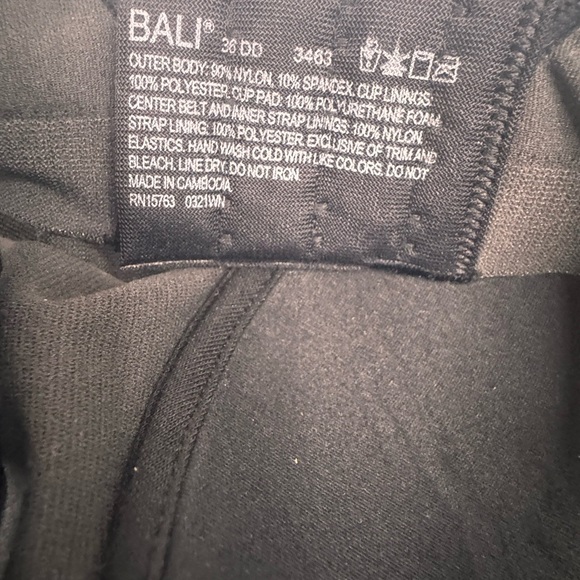 BALI® 36 DD 3463
OUTER BODY: 90% NYLON, 10% SPANDEX. CUP LININGS:
100% POLYESTER. CUP PAD: 100% POLYURETHANE FOAM.
CENTER BELT AND INNER STRAP LININGS: 100% NYLON.
STRAP LINING: 100% POLYESTER. EXCLUSIVE OF TRIM AND
ELASTICS. HAND WASH COLD WITH LIKE COLORS. DO NOT
BLEACH. LINE DRY. DO NOT IRON.
MADE IN CAMBODIA
RN15763 0321WN